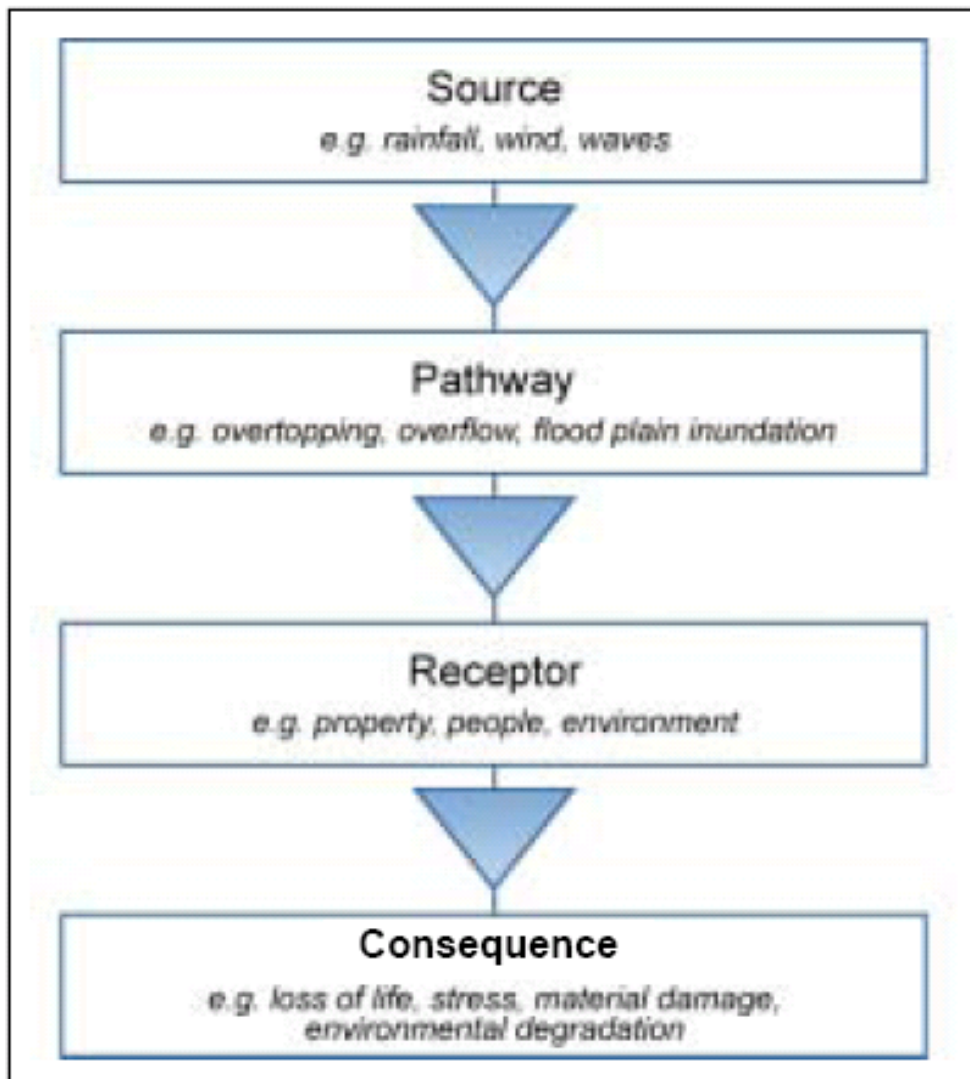 Source
e.g. rainfall, wind, waves
Pathway
e.g. overtopping, overflow, flood plain inundation
Receptor
e.g. property, people, environment
Consequence
e.g. loss of life, stress, material damage,
environmental degradation